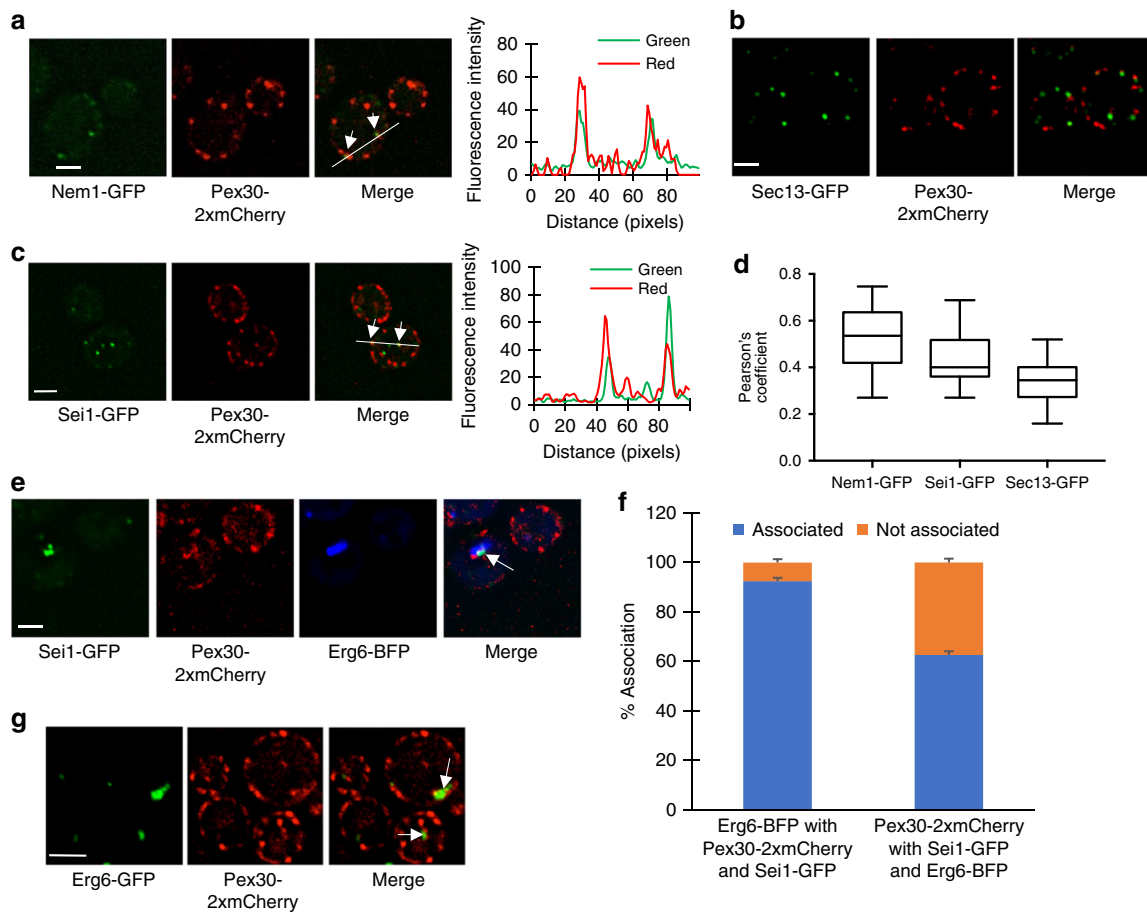 a
Nem1-GFP
Pex30-
2xmCherry
Merge
Fluorescence intensity
80
60
40
20
0
Green
Red
0 20 40 60 80
Distance (pixels)
b
Sec13-GFP
Pex30-
2xmCherry
Merge
c
Sei1-GFP
Pex30-
2xmCherry
Merge
Fluorescence intensity
100
80
60
40
20
0
Green
Red
0 20 40 60 80
Distance (pixels)
d
Pearson's
coefficient
0.8
0.6
0.4
0.2
0.0
Nem1-GFP Sei1-GFP Sec13-GFP
e
Sei1-GFP
Pex30-
2xmCherry
Erg6-BFP
Merge
f
% Association
120
100
80
60
40
20
0
Associated Not associated
Erg6-BFP with
Pex30-2xmCherry
and Sei1-GFP
Pex30-2xmCherry
with Sei1-GFP
and Erg6-BFP
g
Erg6-GFP
Pex30-
2xmCherry
Merge